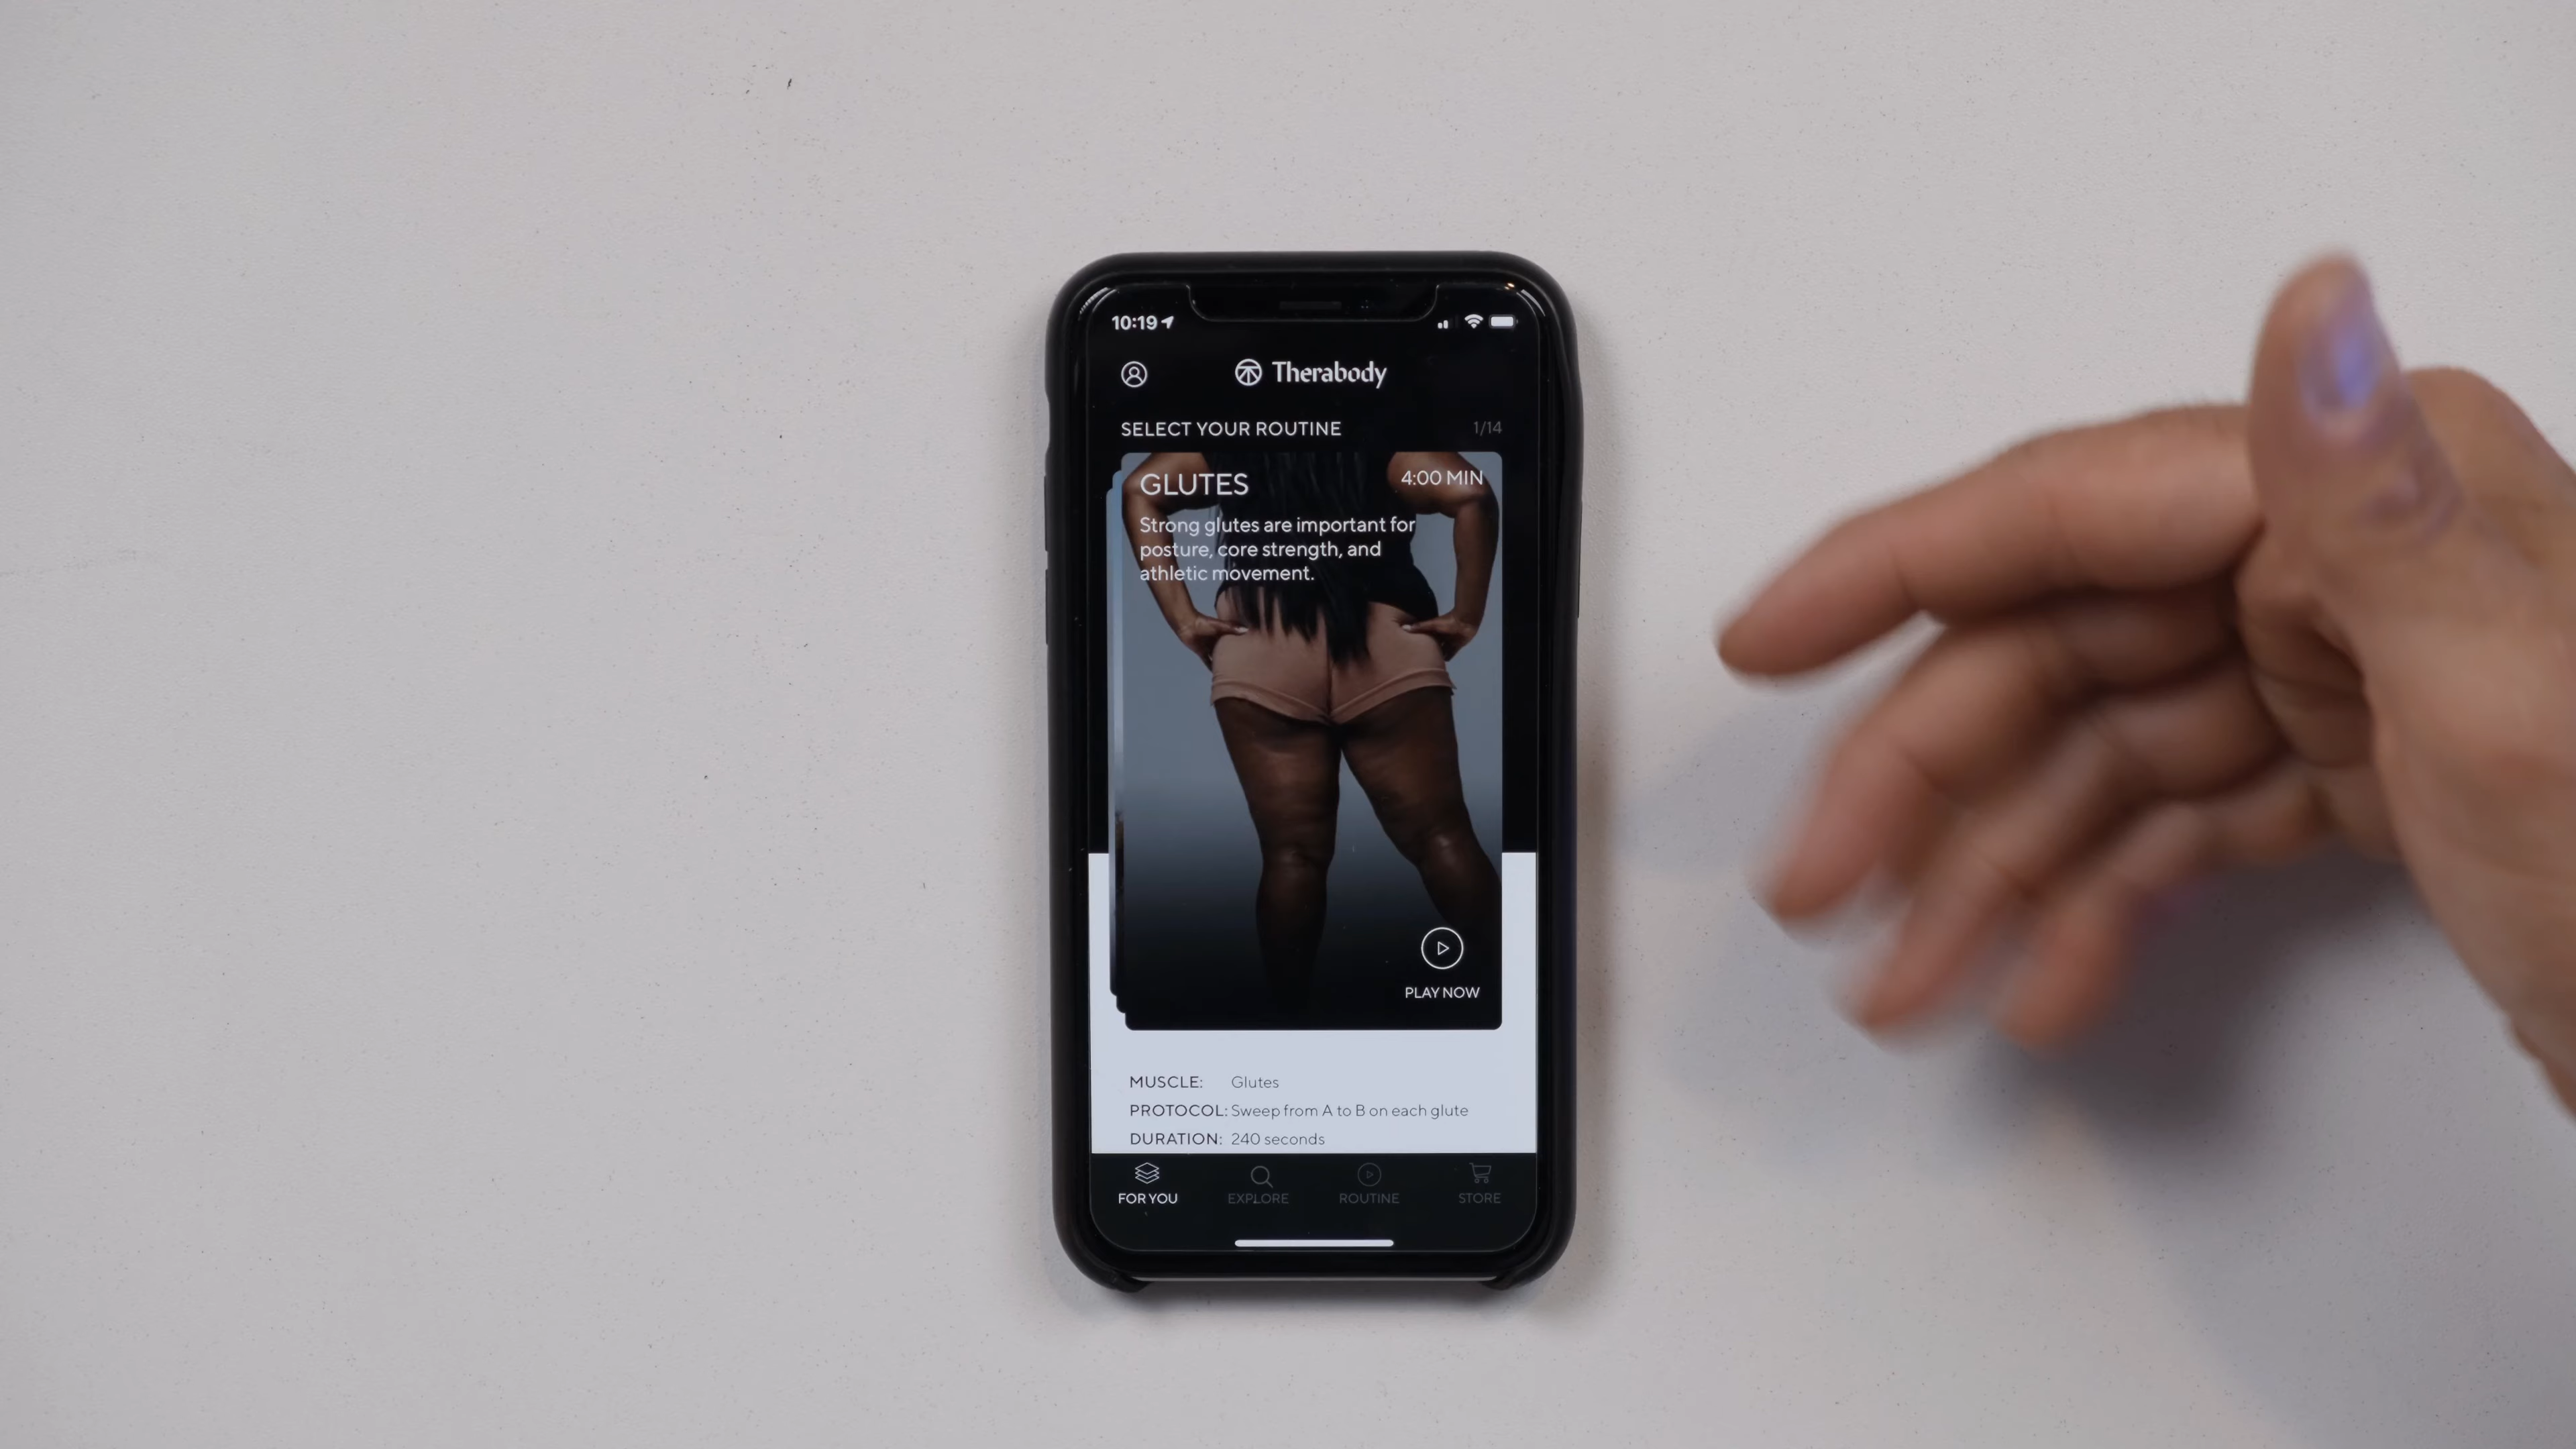 10:19
Therabody
SELECT YOUR ROUTINE
1/14
GLUTES
4:00 MIN
Strong glutes are important for
posture, core strength, and
athletic movement.
PLAY NOW
MUSCLE: Glutes
PROTOCOL: Sweep from A to B on each glute
DURATION: 240 seconds
FOR YOU
EXPLORE
ROUTINE
STORE